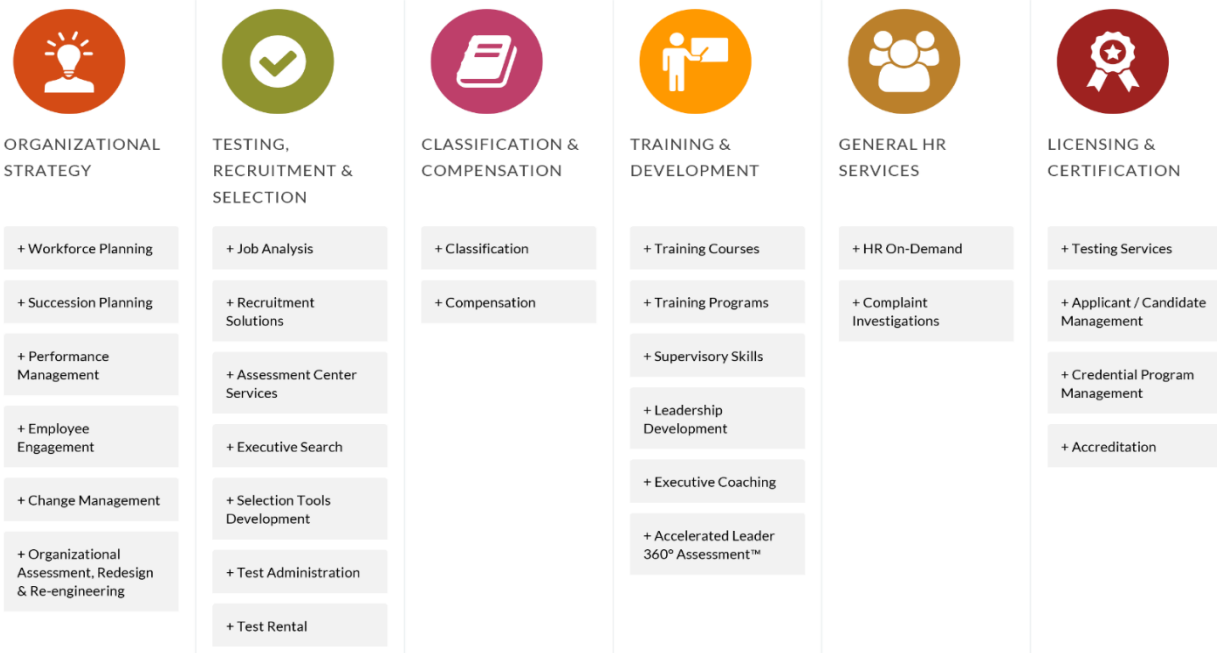 ORGANIZATIONAL
STRATEGY
+ Workforce Planning
+ Succession Planning
+ Performance
Management
+ Employee
Engagement
+ Change Management
+ Organizational
Assessment, Redesign
& Re-engineering
TESTING,
RECRUITMENT &
SELECTION
+ Job Analysis
+ Recruitment
Solutions
+ Assessment Center
Services
+ Executive Search
+ Selection Tools
Development
+ Test Administration
+ Test Rental
CLASSIFICATION &
COMPENSATION
+ Classification
+ Compensation
TRAINING &
DEVELOPMENT
+ Training Courses
+ Training Programs
+ Supervisory Skills
+ Leadership
Development
+ Executive Coaching
+ Accelerated Leader
360° Assessment™
GENERAL HR
SERVICES
+ HR On-Demand
+ Complaint
Investigations
LICENSING &
CERTIFICATION
+ Testing Services
+ Applicant / Candidate
Management
+ Credential Program
Management
+ Accreditation